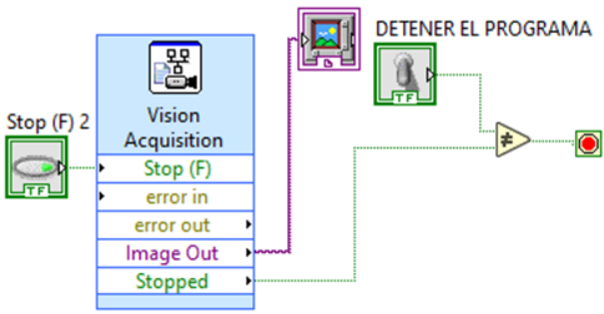 DETENER EL PROGRAMA
Stop (F) 2
TF
Vision
Acquisition
Stop (F)
error in
error out
Image Out
Stopped
TF
≠